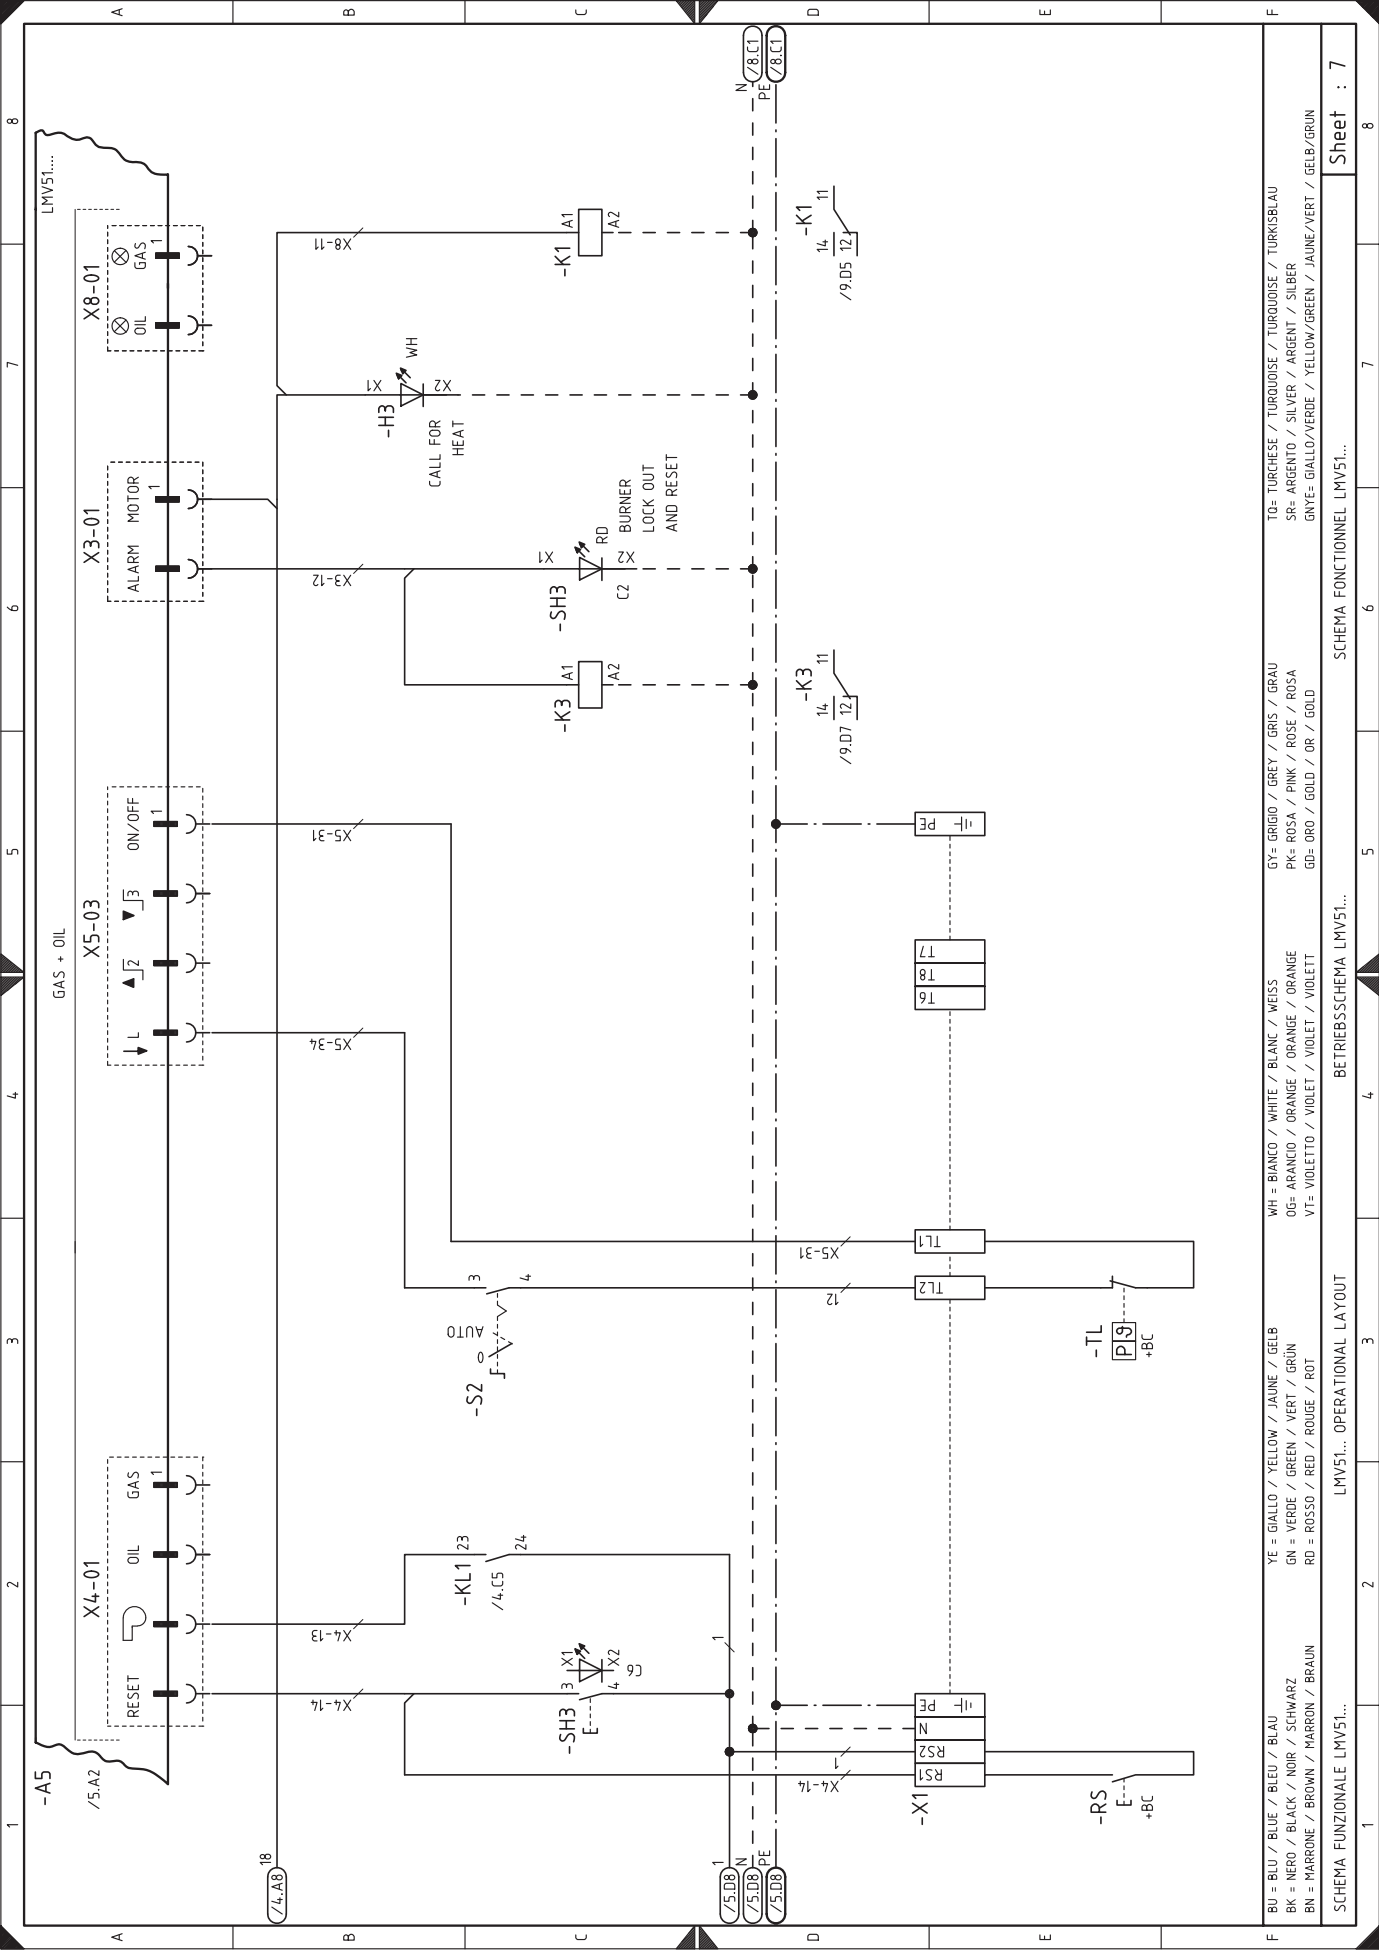 1 2 3 4 5 6 7 8
A
B
C
D
E
F
-A5
/5.A2
LMV51....
GAS + OIL
X4-01
RESET OIL GAS
1
X5-03
L 2 3 ON/OFF
1
X3-01
ALARM MOTOR
1
X8-01
OIL GAS
1
/4.A8
18
X4-14
X4-13
X5-34
X5-31
X3-12
X8-11
-H3
X1
X2
WH
CALL FOR
HEAT
-KL1
/4.C5
23
24
-S2
0
AUTO
3
4
-SH3
3
4
X1
X2
C6
-K3
A1
A2
-SH3
X1
X2
RD
C2
BURNER
LOCK OUT
AND RESET
-K1
A1
A2
1
/5.D8
1
/5.D8
N
/5.D8
PE
N
/8.C1
PE
/8.C1
-K3
14
12
11
/9.D7
-K1
14
12
11
/9.D5
X4-14
1
12
X5-31
-X1
RS1
RS2
N
PE
TL2
TL1
T6
T8
T7
PE
-RS
+BC
-TL
P
+BC
BU = BLU / BLUE / BLEU / BLAU
BK = NERO / BLACK / NOIR / SCHWARZ
BN = MARRONE / BROWN / MARRON / BRAUN
YE = GIALLO / YELLOW / JAUNE / GELB
GN = VERDE / GREEN / VERT / GRÜN
RD = ROSSO / RED / ROUGE / ROT
WH = BIANCO / WHITE / BLANC / WEISS
OG= ARANCIO / ORANGE / ORANGE / ORANGE
VT= VIOLETTO / VIOLET / VIOLET / VIOLETT
GY= GRIGIO / GREY / GRIS / GRAU
PK= ROSA / PINK / ROSE / ROSA
GD= ORO / GOLD / OR / GOLD
TQ= TURCHESE / TURQUOISE / TURQUOISE / TURKISBLAU
SR= ARGENTO / SILVER / ARGENT / SILBER
GNYE= GIALLO/VERDE / YELLOW/GREEN / JAUNE/VERT / GELB/GRUN
SCHEMA FUNZIONALE LMV51...
LMV51... OPERATIONAL LAYOUT
BETRIEBSSCHEMA LMV51...
SCHEMA FONCTIONNEL LMV51...
Sheet : 7
1 2 3 4 5 6 7 8
A
B
C
D
E
F